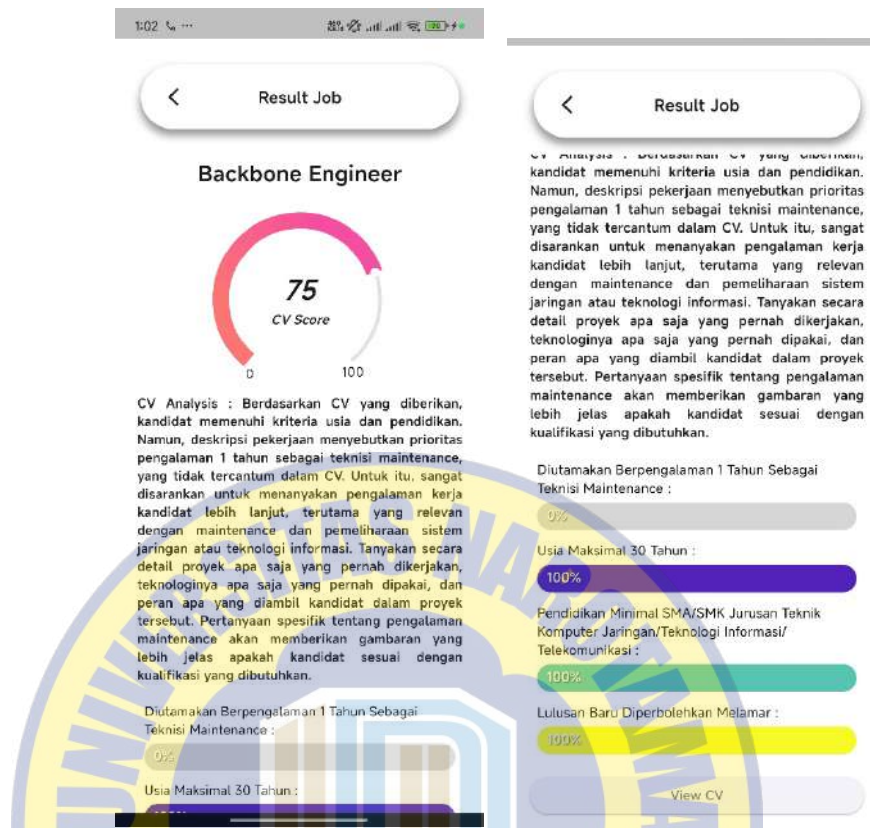 1:02
Result Job
Backbone Engineer
75
CV Score
0
100
CV Analysis : Berdasarkan CV yang diberikan,
kandidat memenuhi kriteria usia dan pendidikan.
Namun, deskripsi pekerjaan menyebutkan prioritas
pengalaman 1 tahun sebagai teknisi maintenance,
yang tidak tercantum dalam CV. Untuk itu, sangat
disarankan untuk menanyakan pengalaman kerja
kandidat lebih lanjut, terutama yang relevan
dengan maintenance dan pemeliharaan sistem
jaringan atau teknologi informasi. Tanyakan secara
detail proyek apa saja yang pernah dikerjakan,
teknologinya apa saja yang pernah dipakai, dan
peran apa yang diambil kandidat dalam proyek
tersebut. Pertanyaan spesifik tentang pengalaman
maintenance akan memberikan gambaran yang
lebih jelas apakah kandidat sesuai dengan
kualifikasi yang dibutuhkan.
Diutamakan Berpengalaman 1 Tahun Sebagai
Teknisi Maintenance :
0%
Usia Maksimal 30 Tahun :
100%
Result Job
CV Analysis : Berdasarkan CV yang diberikan,
kandidat memenuhi kriteria usia dan pendidikan.
Namun, deskripsi pekerjaan menyebutkan prioritas
pengalaman 1 tahun sebagai teknisi maintenance,
yang tidak tercantum dalam CV. Untuk itu, sangat
disarankan untuk menanyakan pengalaman kerja
kandidat lebih lanjut, terutama yang relevan
dengan maintenance dan pemeliharaan sistem
jaringan atau teknologi informasi. Tanyakan secara
detail proyek apa saja yang pernah dikerjakan,
teknologinya apa saja yang pernah dipakai, dan
peran apa yang diambil kandidat dalam proyek
tersebut. Pertanyaan spesifik tentang pengalaman
maintenance akan memberikan gambaran yang
lebih jelas apakah kandidat sesuai dengan
kualifikasi yang dibutuhkan.
Diutamakan Berpengalaman 1 Tahun Sebagai
Teknisi Maintenance :
0%
Usia Maksimal 30 Tahun :
100%
Pendidikan Minimal SMA/SMK Jurusan Teknik
Komputer Jaringan/Teknologi Informasi/
Telekomunikasi :
100%
Lulusan Baru Diperbolehkan Melamar :
100%
View CV